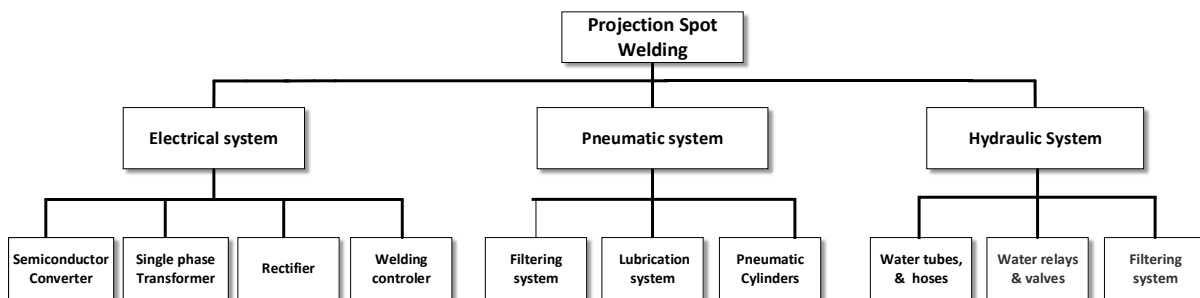 Projection Spot
Welding
Electrical system
Pneumatic system
Hydraulic System
Semiconductor
Converter
Single phase
Transformer
Rectifier
Welding
controler
Filtering
system
Lubrication
system
Pneumatic
Cylinders
Water tubes,
& hoses
Water relays
& valves
Filtering
system